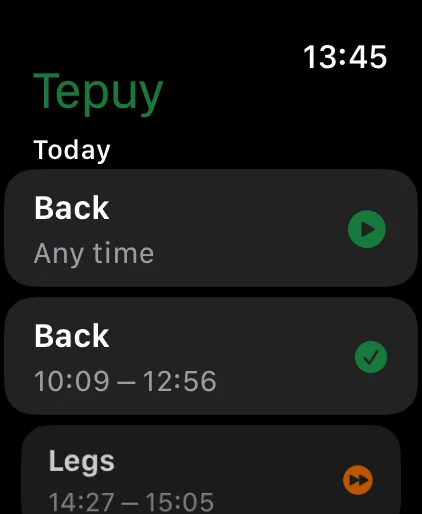 13:45
Tepuy
Today
Back
Any time
Back
10:09 – 12:56
Legs
14:27 – 15:05